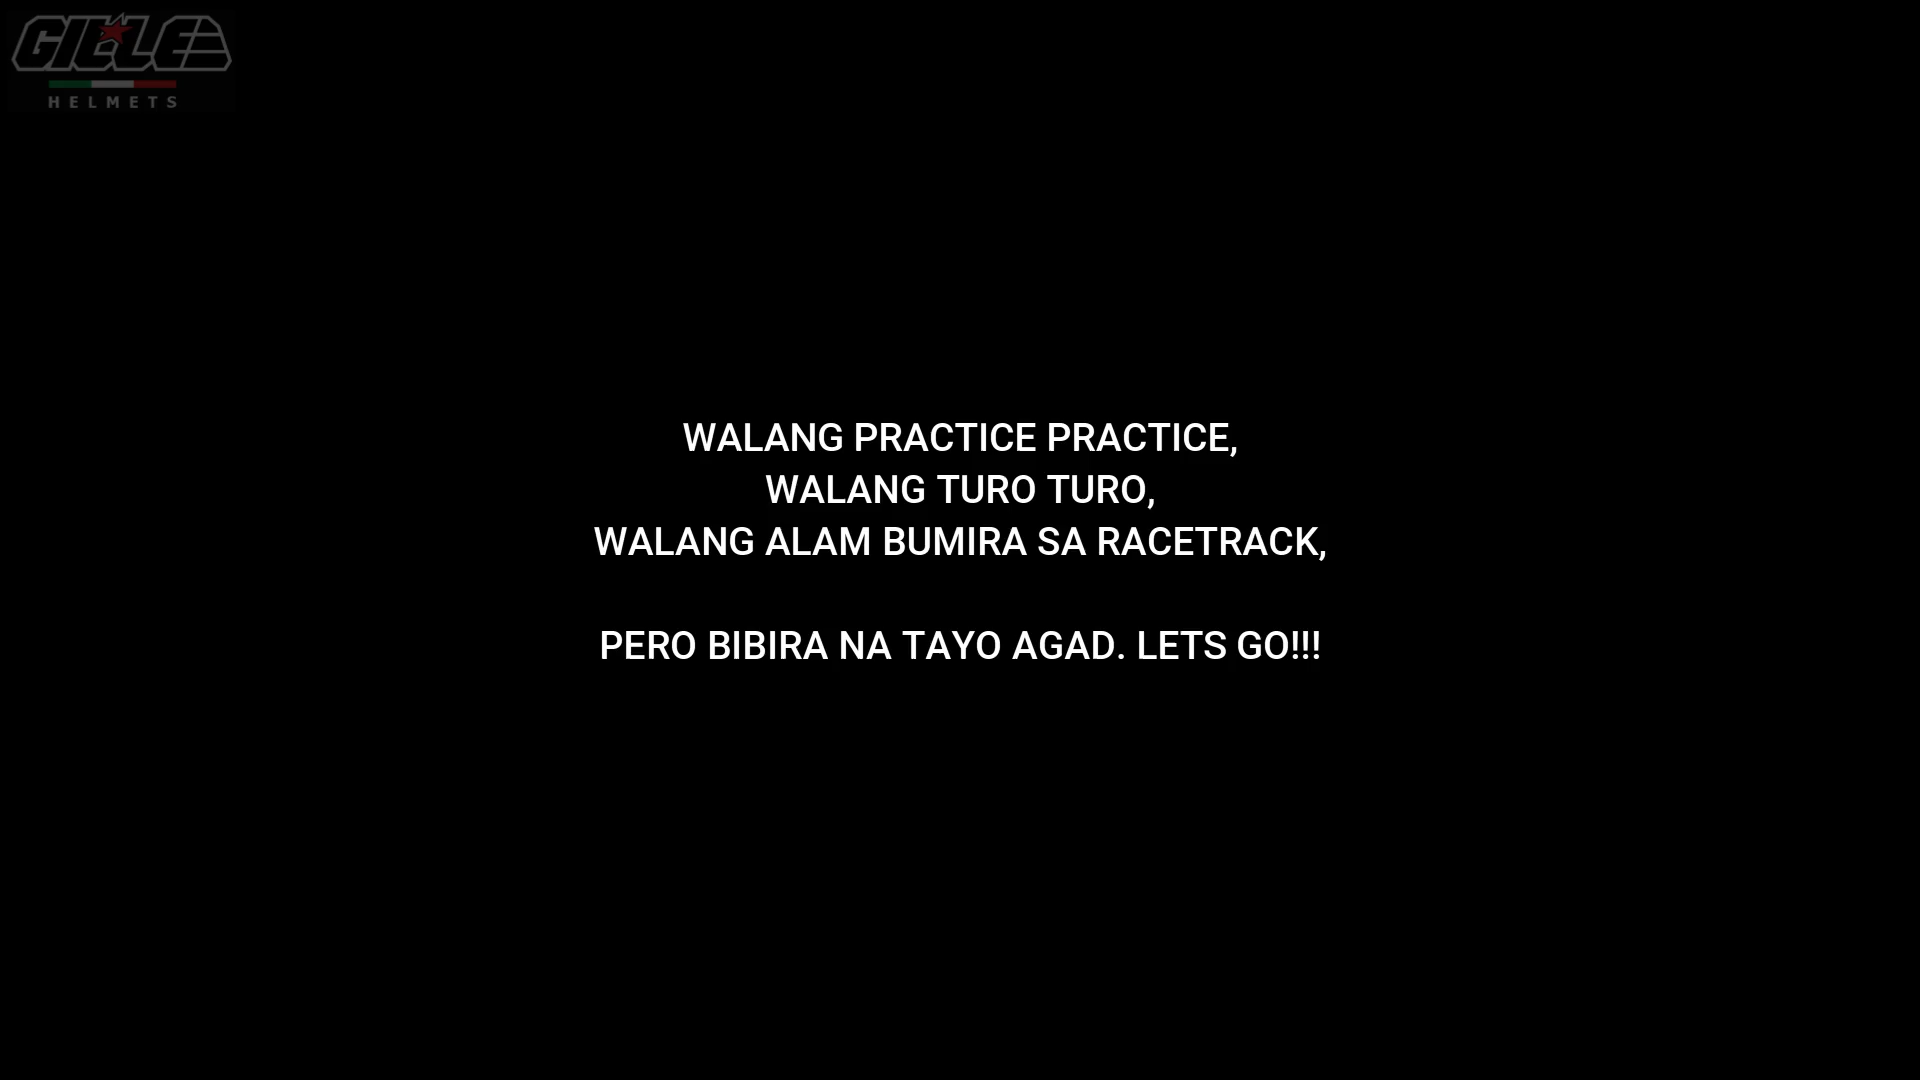 GILLE
HELMETS
WALANG PRACTICE PRACTICE,
WALANG TURO TURO,
WALANG ALAM BUMIRA SA RACETRACK,
PERO BIBIRA NA TAYO AGAD. LETS GO!!!